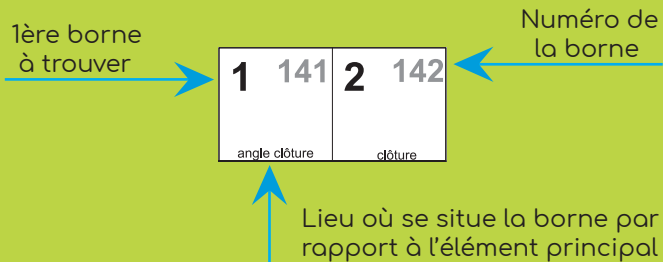 1ère borne
à trouver
Numéro de
la borne
1 141 2 142
angle clôture clôture
Lieu où se situe la borne par
rapport à l'élément principal